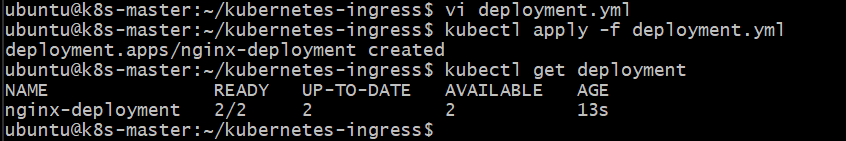 ubuntu@k8s-master:~/kubernetes-ingress$ vi deployment.yml
ubuntu@k8s-master:~/kubernetes-ingress$ kubectl apply -f deployment.yml
deployment.apps/nginx-deployment created
ubuntu@k8s-master:~/kubernetes-ingress$ kubectl get deployment
NAME READY UP-TO-DATE AVAILABLE AGE
nginx-deployment 2/2 2 2 13s
ubuntu@k8s-master:~/kubernetes-ingress$